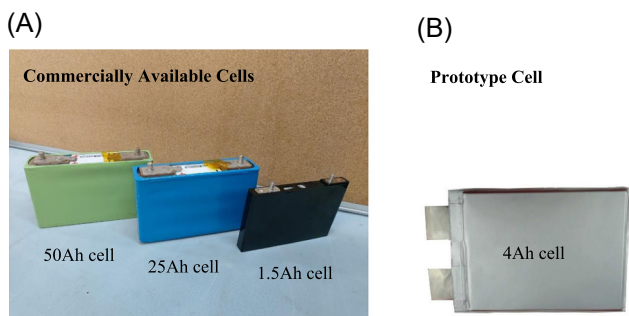 (A)
Commercially Available Cells
50Ah cell
25Ah cell
1.5Ah cell
(B)
Prototype Cell
4Ah cell